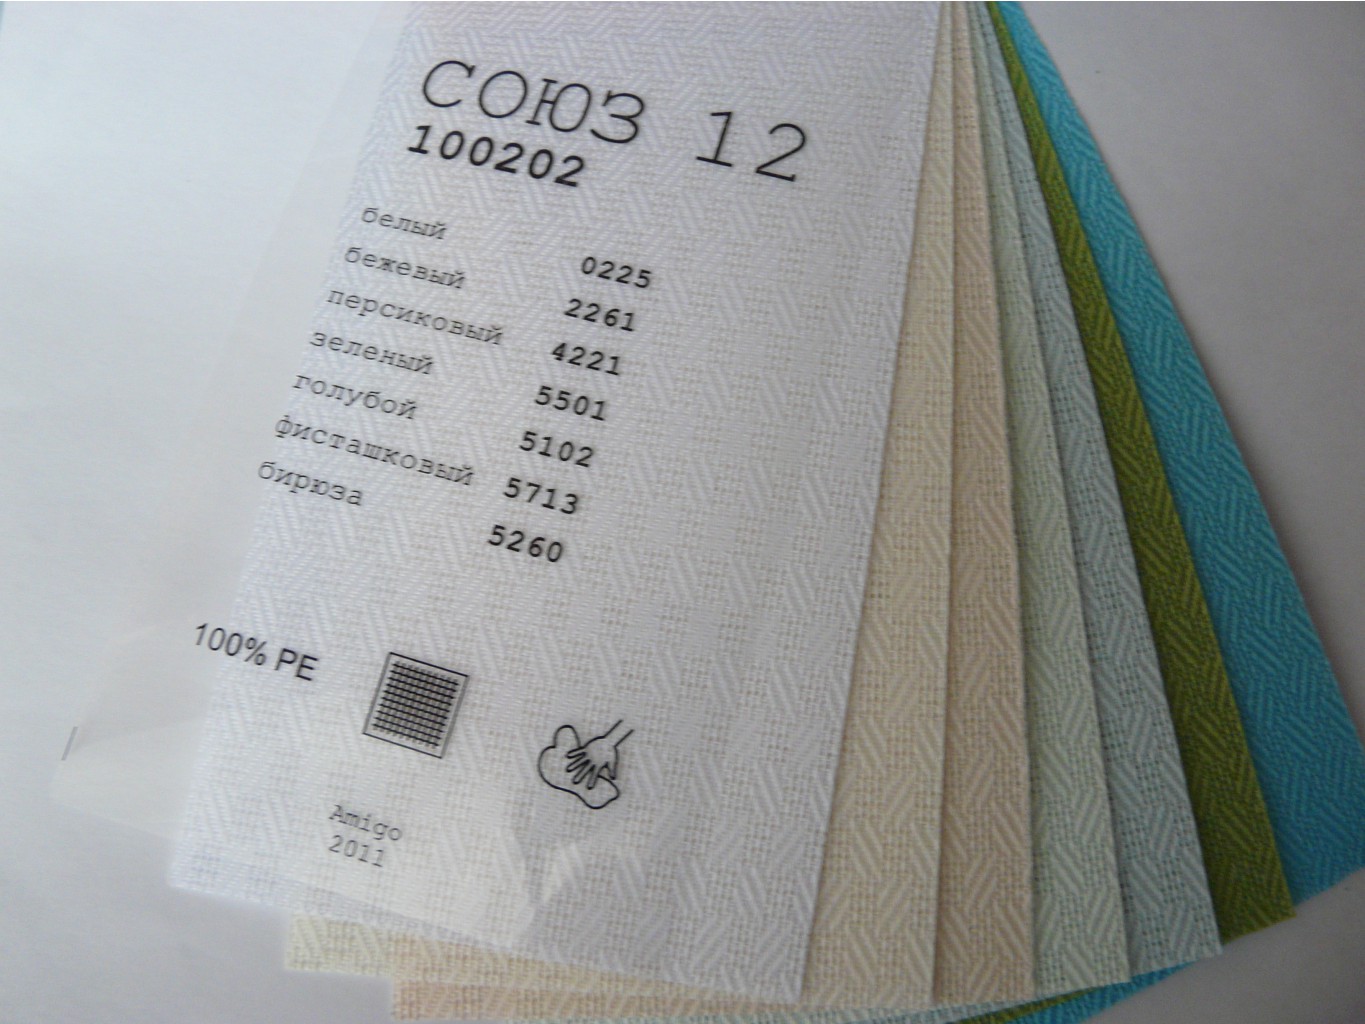 СОЮЗ 12
100202
белый 0225
бежевый 2261
персиковый 4221
зеленый 5501
голубой 5102
фисташковый 5713
бирюза 5260
100% PE
Amigo
2011